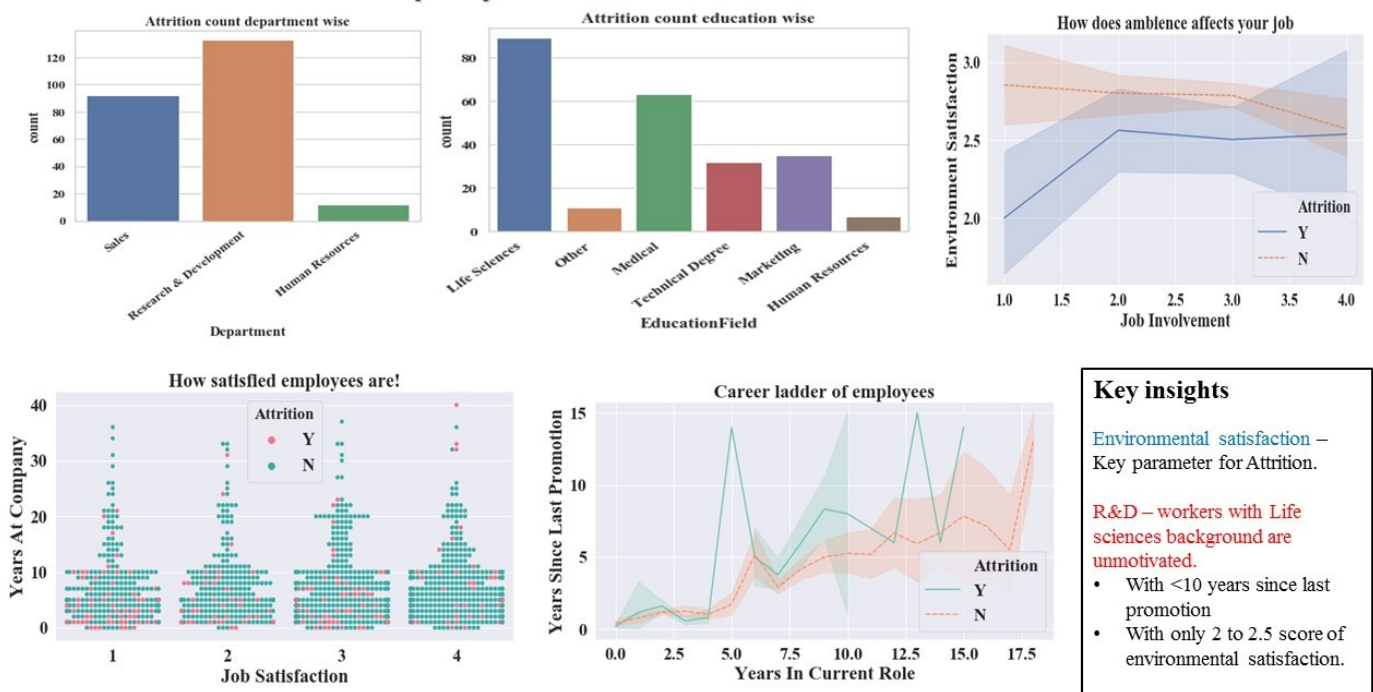 Attrition count department wise
count
120
100
80
60
40
20
0
Sales
Research & Development
Human Resources
Department
Attrition count education wise
count
80
60
40
20
0
Life Sciences
Other
Medical
Technical Degree
Marketing
Human Resources
EducationField
How does ambience affects your job
Environment Satisfaction
3.0
2.5
2.0
Attrition
Y
N
1.0 1.5 2.0 2.5 3.0 3.5 4.0
Job Involvement
How satisfied employees are!
Years At Company
40
30
20
10
0
Attrition
Y
N
1 2 3 4
Job Satisfaction
Career ladder of employees
Years Since Last Promotion
15
10
5
0
Attrition
Y
N
0.0 2.5 5.0 7.5 10.0 12.5 15.0 17.5
Years In Current Role
Key insights
Environmental satisfaction –
Key parameter for Attrition.
R&D – workers with Life
sciences background are
unmotivated.
• With <10 years since last
promotion
• With only 2 to 2.5 score of
environmental satisfaction.